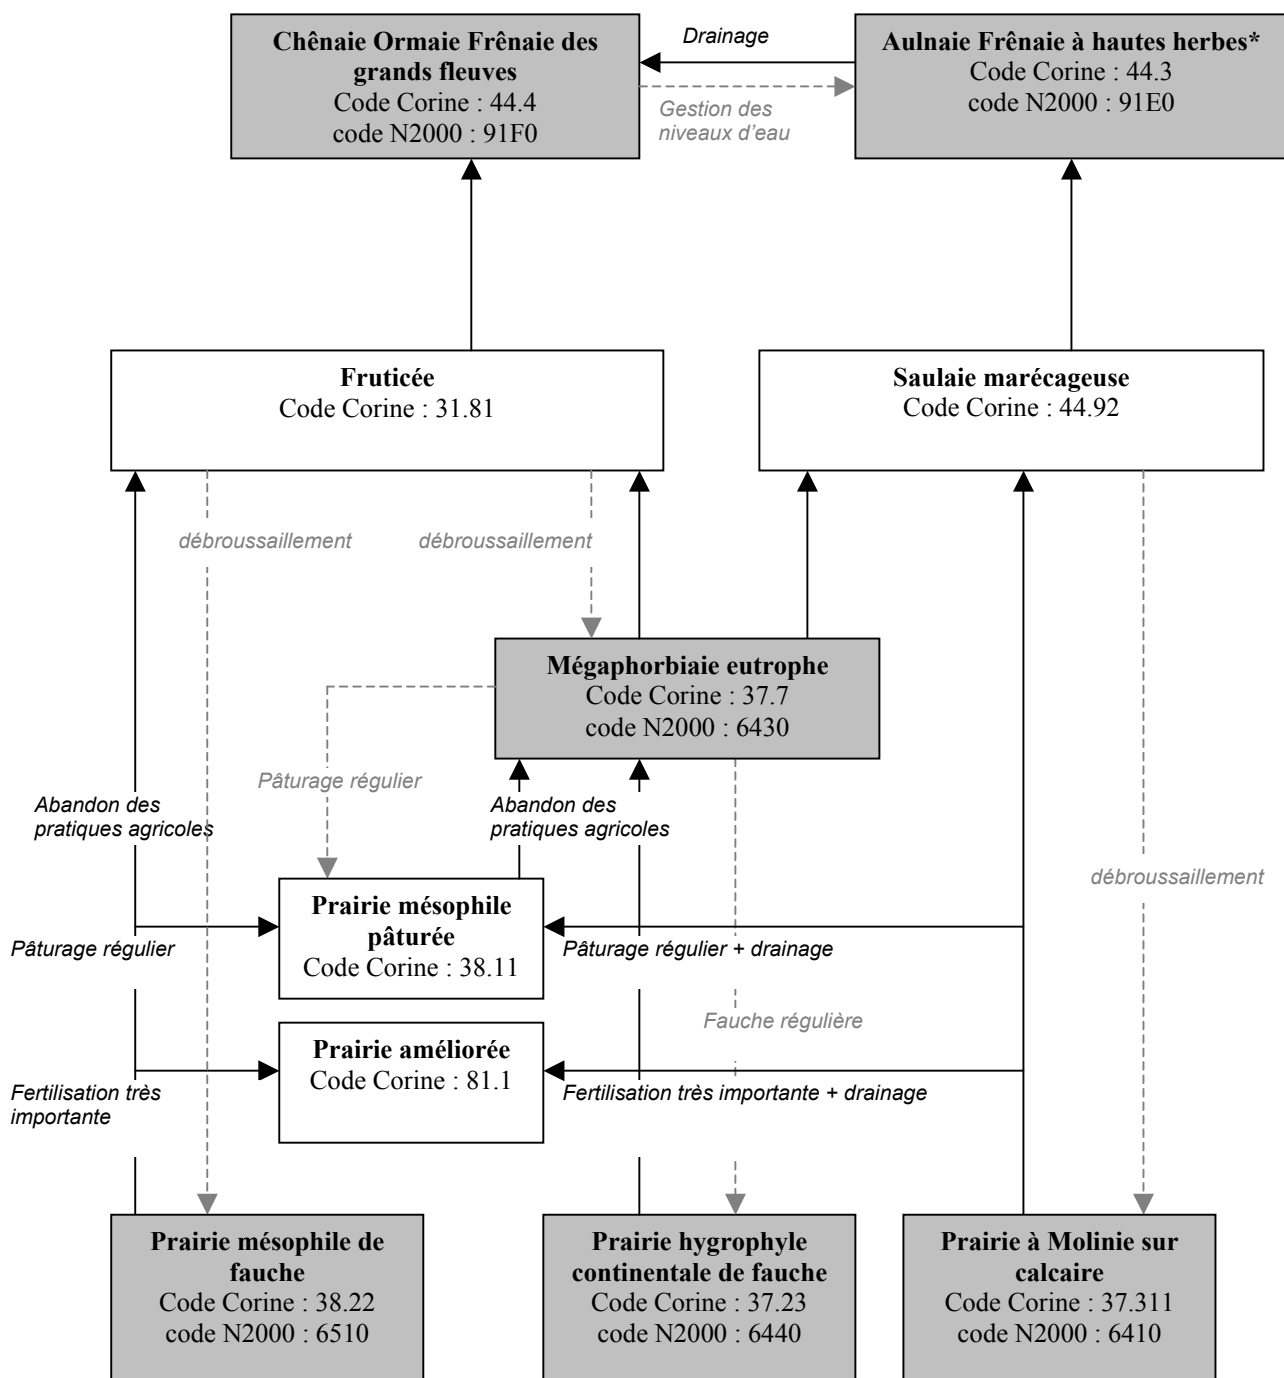 Chênaie Ormaie Frênaie des
grands fleuves
Code Corine : 44.4
code N2000 : 91F0
Drainage
Gestion des
niveaux d'eau
Aulnaie Frênaie à hautes herbes*
Code Corine : 44.3
code N2000 : 91E0
Fruticée
Code Corine : 31.81
Saulaie marécageuse
Code Corine : 44.92
débroussaillement
débroussaillement
Mégaphorbiaie eutrophe
Code Corine : 37.7
code N2000 : 6430
Pâturage régulier
Abandon des
pratiques agricoles
Abandon des
pratiques agricoles
débroussaillement
Prairie mésophile
pâturée
Code Corine : 38.11
Pâturage régulier
Pâturage régulier + drainage
Fauche régulière
Prairie améliorée
Code Corine : 81.1
Fertilisation très
importante
Fertilisation très importante + drainage
Prairie mésophile de
fauche
Code Corine : 38.22
code N2000 : 6510
Prairie hygrophyle
continentale de fauche
Code Corine : 37.23
code N2000 : 6440
Prairie à Molinie sur
calcaire
Code Corine : 37.311
code N2000 : 6410